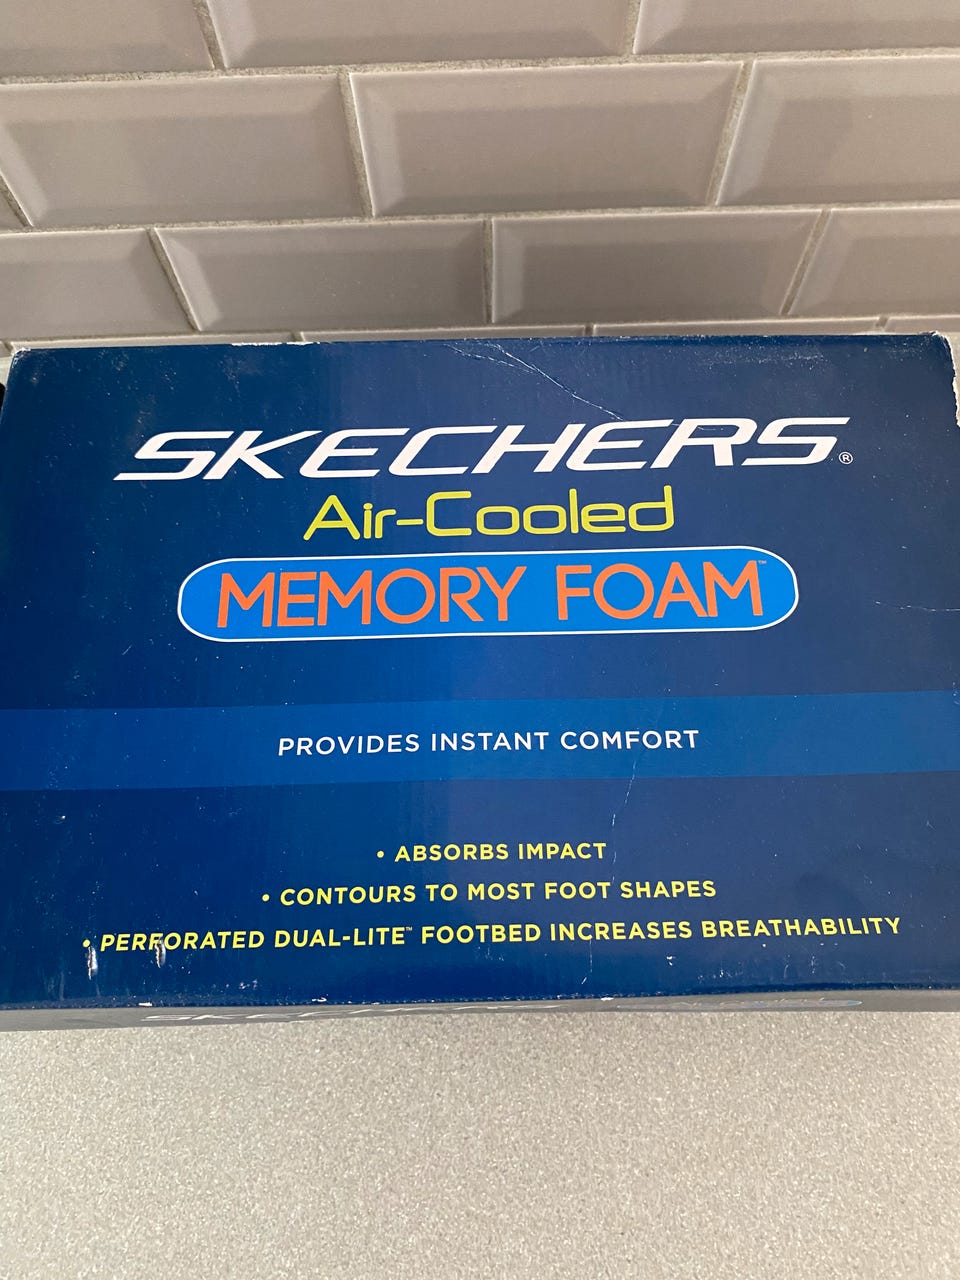 SKECHERS®
Air-Cooled
MEMORY FOAM™
PROVIDES INSTANT COMFORT
• ABSORBS IMPACT
• CONTOURS TO MOST FOOT SHAPES
• PERFORATED DUAL-LITE™ FOOTBED INCREASES BREATHABILITY